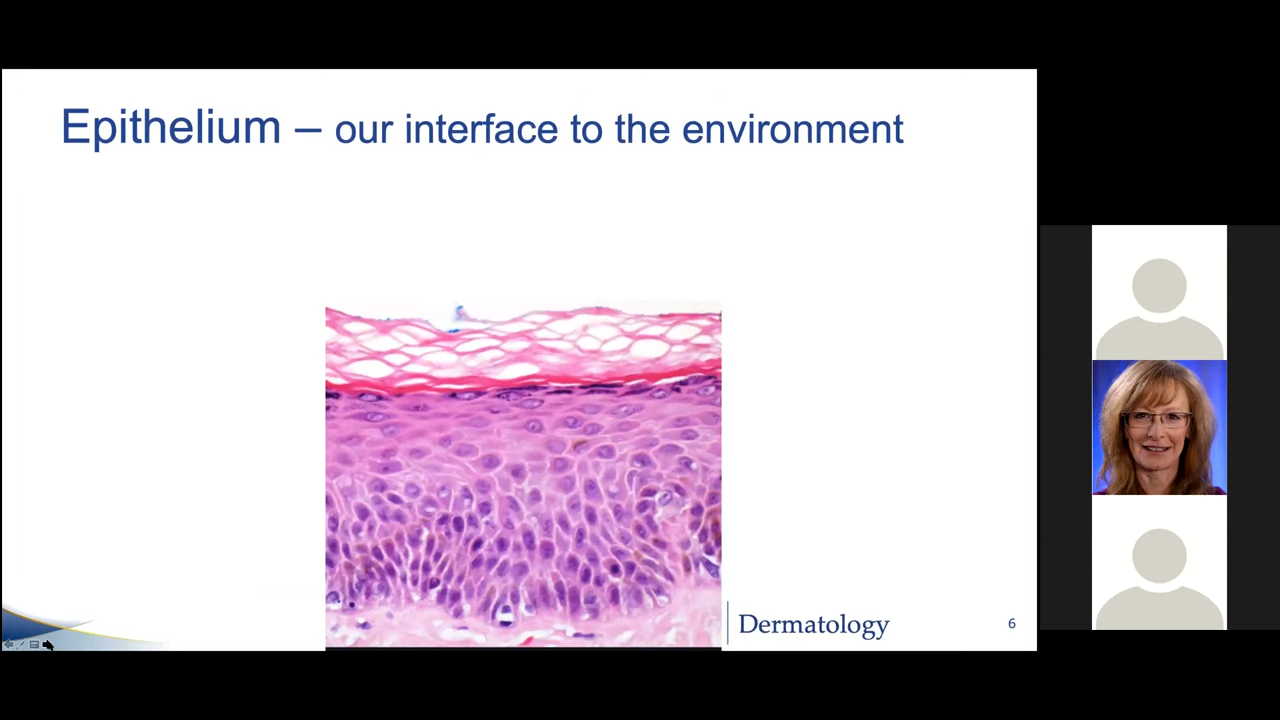 Epithelium – our interface to the environment
Dermatology
6